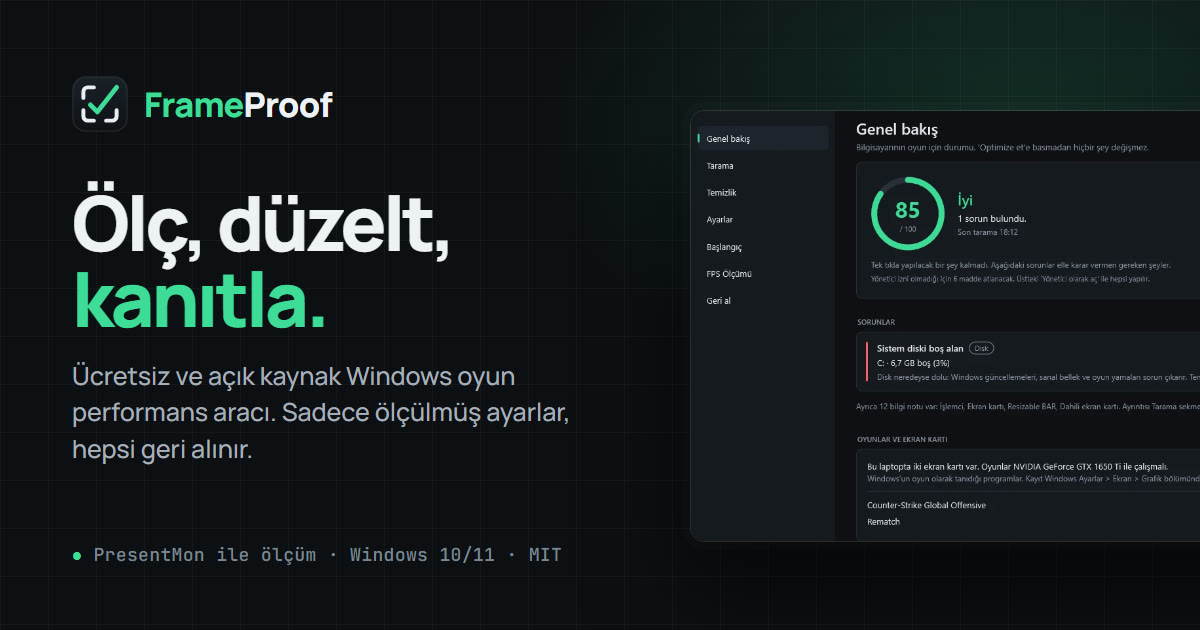 FrameProof
Ölç, düzelt,
kanıtla.
Ücretsiz ve açık kaynak Windows oyun
performans aracı. Sadece ölçülmüş ayarlar,
hepsi geri alınır.
PresentMon ile ölçüm · Windows 10/11 · MIT
Genel bakış
Tarama
Temizlik
Ayarlar
Başlangıç
FPS Ölçümü
Geri al
Genel bakış
Bilgisayarının oyun için durumu. 'Optimize et'e basmadan hiçbir şey değişmez.
85
/ 100
İyi
1 sorun bulundu.
Son tarama 18:12
Tek tıkla yapılacak bir şey kalmadı. Aşağıdaki sorunlar elle karar vermen gereken şeyler.
Yönetici izni olmadığı için 6 madde atlanacak. Üstteki 'Yönetici olarak aç' ile hepsi yapılır.
SORUNLAR
Sistem diski boş alan Disk
C: · 6,7 GB boş (3%)
Disk neredeyse dolu: Windows güncellemeleri, sanal bellek ve oyun yamaları sorun çıkarır.
Ayrıca 12 bilgi notu var: İşlemci, Ekran kartı, Resizable BAR, Dahili ekran kartı. Ayrıntısı Tarama
OYUNLAR VE EKRAN KARTI
Bu laptopta iki ekran kartı var. Oyunlar NVIDIA GeForce GTX 1650 Ti ile çalışmalı.
Windows'un oyun olarak tanıdığı programlar. Kayıt Windows Ayarlar > Ekran > Grafik
Counter-Strike Global Offensive
Rematch